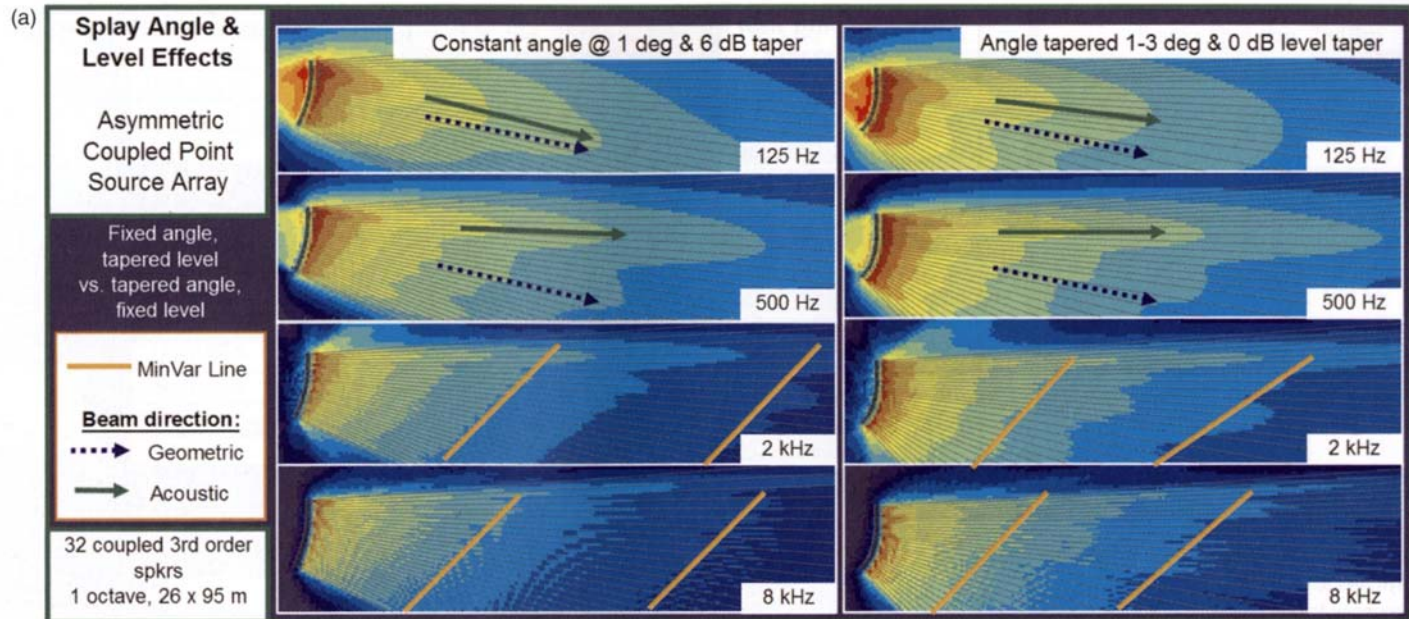 (a)
Splay Angle &
Level Effects
Asymmetric
Coupled Point
Source Array
Fixed angle,
tapered level
vs. tapered angle,
fixed level
MinVar Line
Beam direction:
Geometric
Acoustic
32 coupled 3rd order
spkrs
1 octave, 26 x 95 m
Constant angle @ 1 deg & 6 dB taper
125 Hz
500 Hz
2 kHz
8 kHz
Angle tapered 1-3 deg & 0 dB level taper
125 Hz
500 Hz
2 kHz
8 kHz